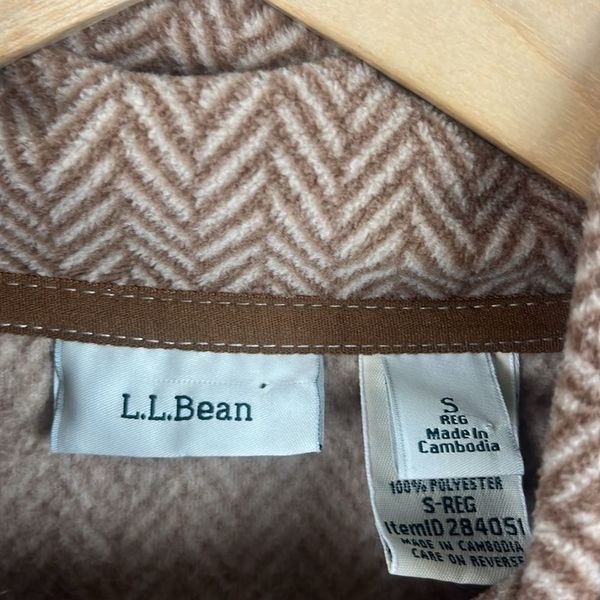 L.L.Bean
S
REG
Made In
Cambodia
100% POLYESTER
S-REG
ItemID 284051
MADE IN CAMBODIA
CARE ON REVERSE